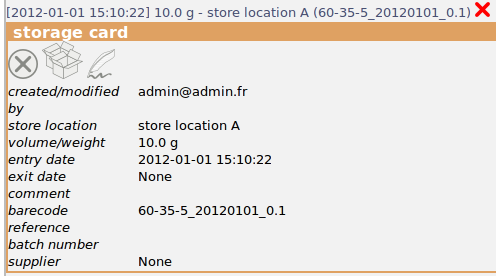 [2012-01-01 15:10:22] 10.0 g - store location A (60-35-5_20120101_0.1)
storage card
created/modified by admin@admin.fr
store location store location A
volume/weight 10.0 g
entry date 2012-01-01 15:10:22
exit date None
comment
barecode 60-35-5_20120101_0.1
reference
batch number
supplier None